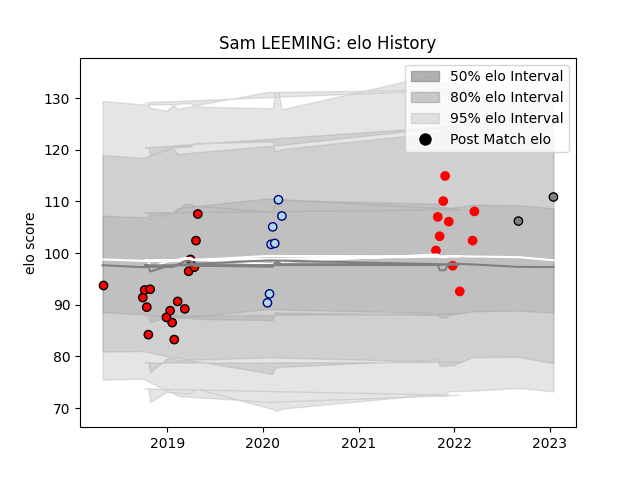 Sam LEEMING: elo History
50% elo Interval
80% elo Interval
95% elo Interval
Post Match elo
elo score
130
120
110
100
90
80
70
2019
2020
2021
2022
2023